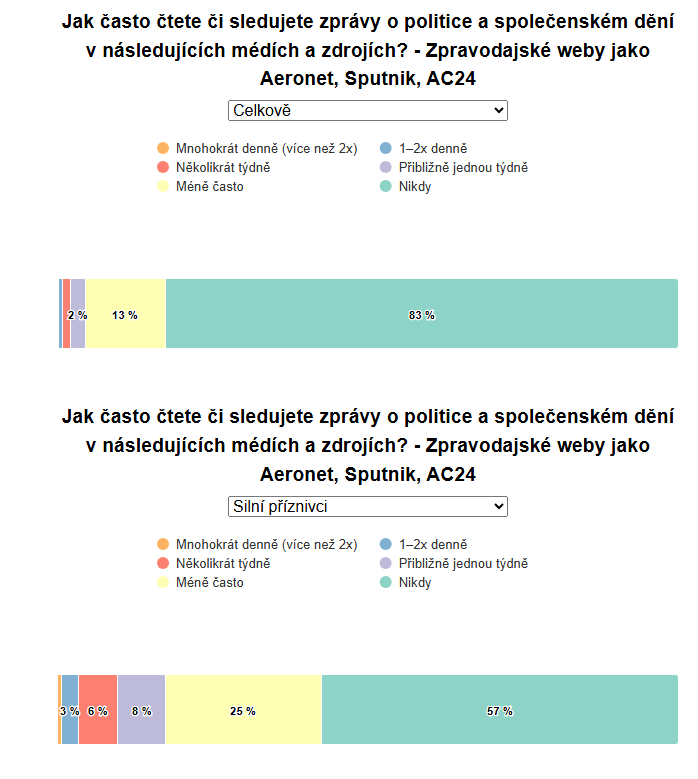 Jak často čtete či sledujete zprávy o politice a společenském dění
v následujících médích a zdrojích? - Zpravodajské weby jako
Aeronet, Sputnik, AC24
Celkově
Mnohokrát denně (více než 2x)
1–2x denně
Několikrát týdně
Přibližně jednou týdně
Méně často
Nikdy
2 %
13 %
83 %
Jak často čtete či sledujete zprávy o politice a společenském dění
v následujících médích a zdrojích? - Zpravodajské weby jako
Aeronet, Sputnik, AC24
Silní příznivci
Mnohokrát denně (více než 2x)
1–2x denně
Několikrát týdně
Přibližně jednou týdně
Méně často
Nikdy
3 %
6 %
8 %
25 %
57 %